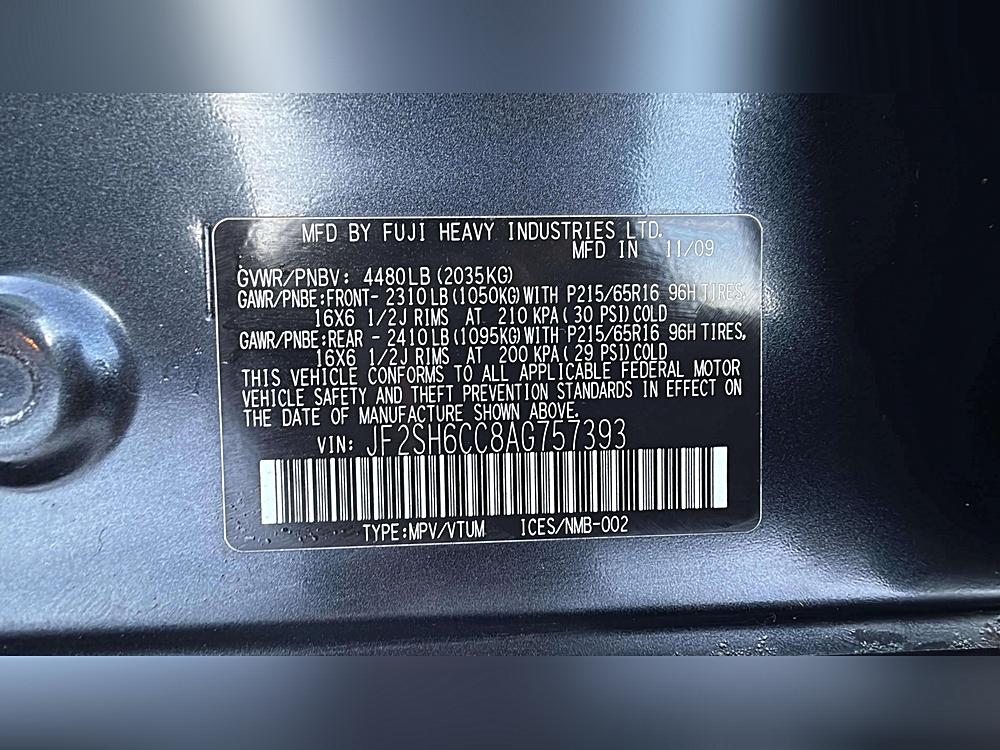 MFD BY FUJI HEAVY INDUSTRIES LTD.
MFD IN 11/09
GVWR/PNBV: 4480LB(2035KG)
GAWR/PNBE:FRONT- 2310LB(1050KG)WITH P215/65R16 96H TIRES,
16X6 1/2J RIMS AT 210 KPA(30 PSI)COLD
GAWR/PNBE:REAR - 2410LB(1095KG)WITH P215/65R16 96H TIRES,
16X6 1/2J RIMS AT 200 KPA(29 PSI)COLD
THIS VEHICLE CONFORMS TO ALL APPLICABLE FEDERAL MOTOR
VEHICLE SAFETY AND THEFT PREVENTION STANDARDS IN EFFECT ON
THE DATE OF MANUFACTURE SHOWN ABOVE.
VIN: JF2SH6CC8AG757393
TYPE:MPV/VTUM ICES/NMB-002